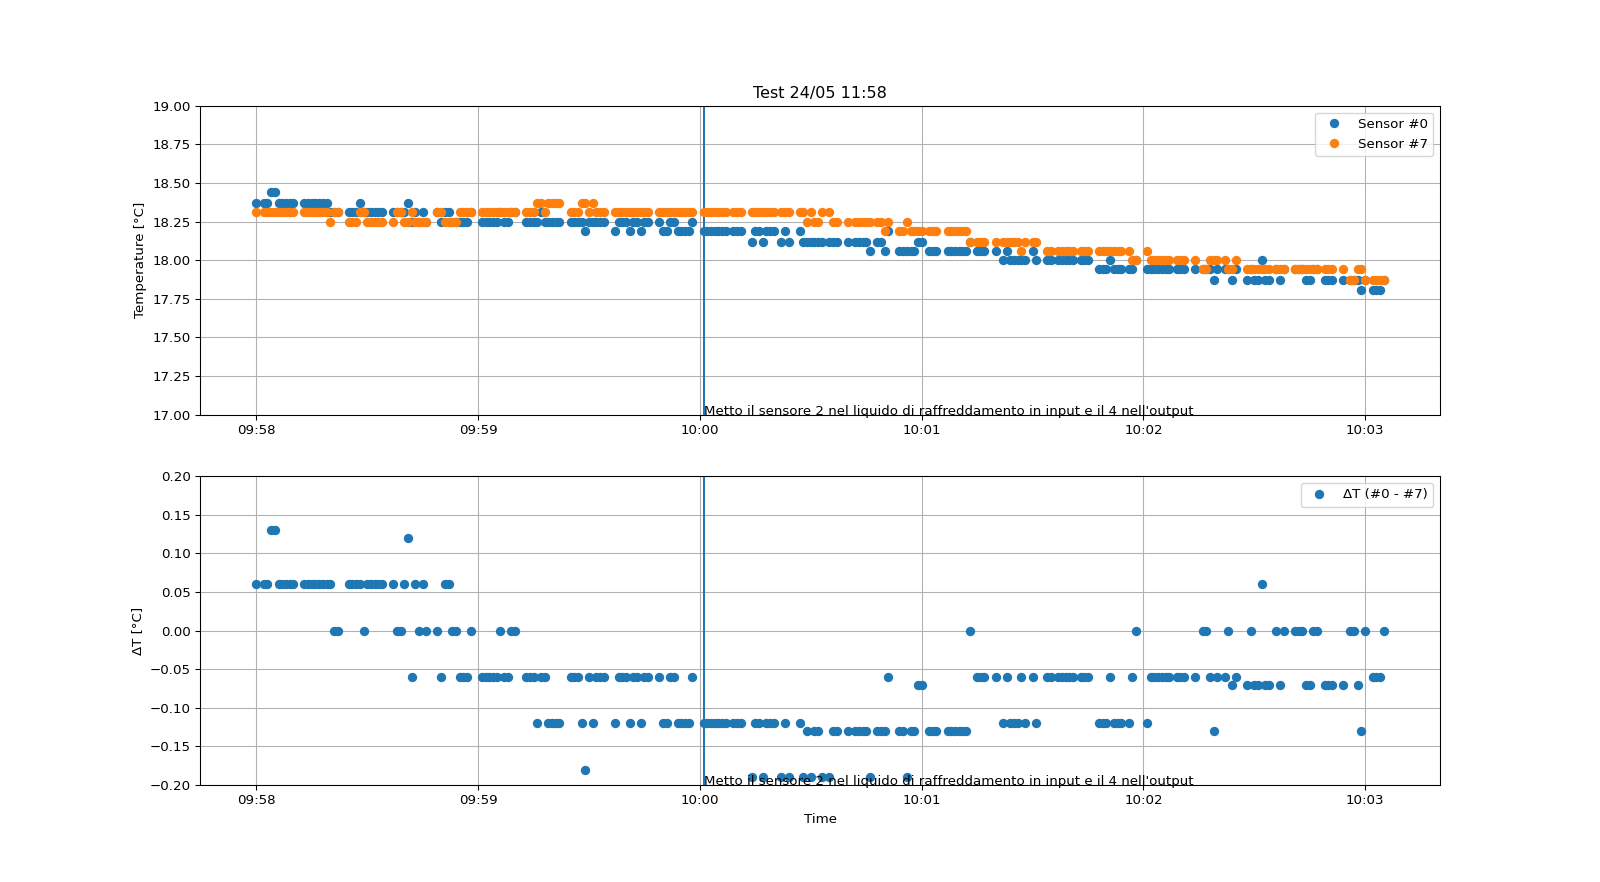 Test 24/05 11:58
19.00
18.75
18.50
18.25
18.00
17.75
17.50
17.25
17.00
Temperature [°C]
Sensor #0
Sensor #7
Metto il sensore 2 nel liquido di raffreddamento in input e il 4 nell'output
09:58 09:59 10:00 10:01 10:02 10:03
0.20
0.15
0.10
0.05
0.00
−0.05
−0.10
−0.15
−0.20
ΔT [°C]
ΔT (#0 - #7)
Metto il sensore 2 nel liquido di raffreddamento in input e il 4 nell'output
09:58 09:59 10:00 10:01 10:02 10:03
Time